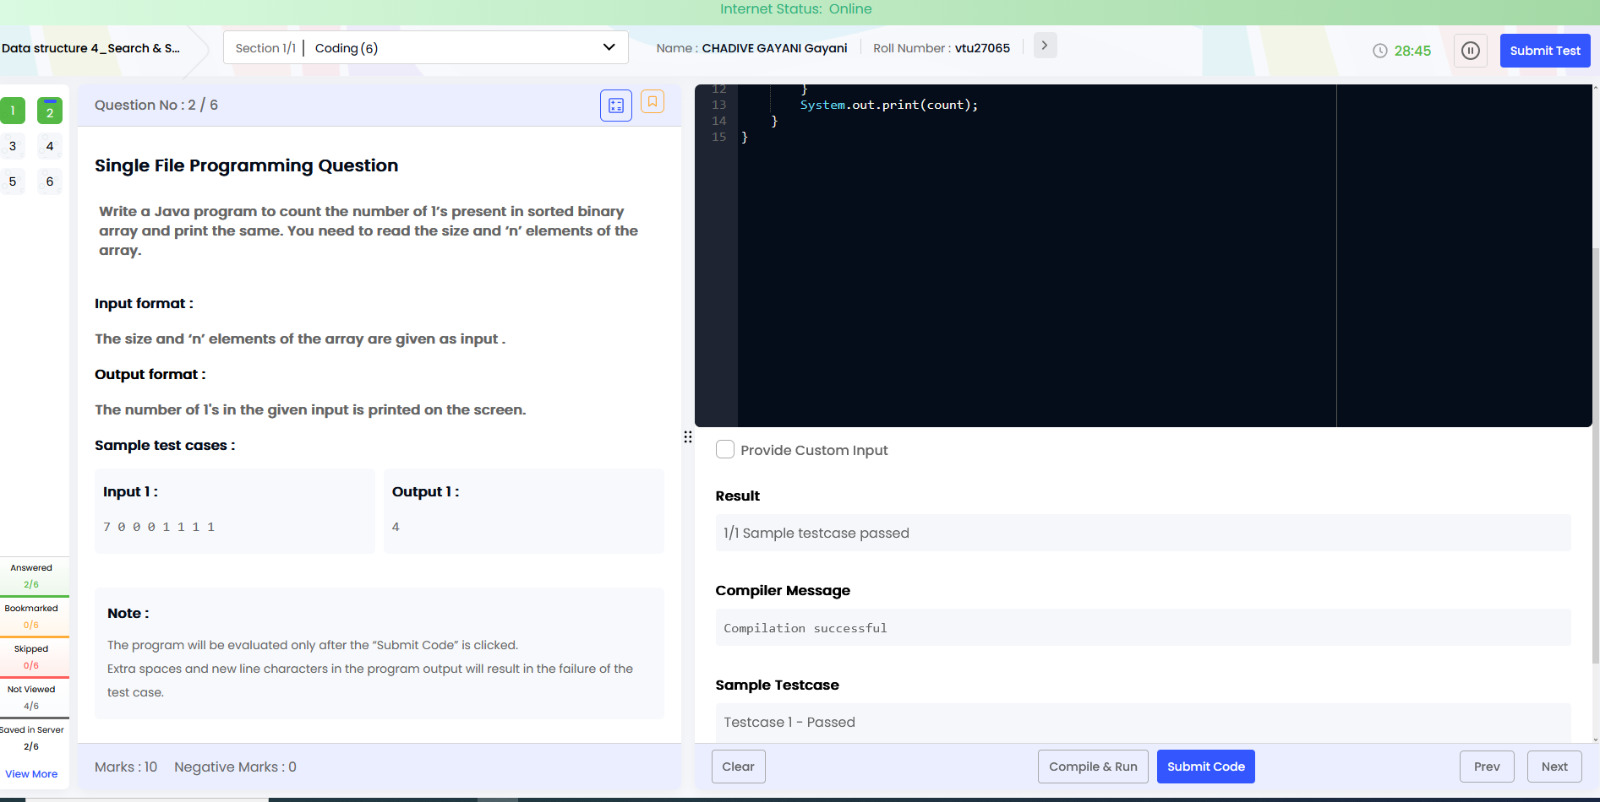 Internet Status: Online
Data structure 4_Search & S...
Section 1/1 | Coding (6)
Name : CHADIVE GAYANI Gayani
Roll Number : vtu27065
28:45
Submit Test
1 2
3 4
5 6
Answered
2/6
Bookmarked
0/6
Skipped
0/6
Not Viewed
4/6
Saved in Server
2/6
View More
Question No : 2 / 6
Single File Programming Question
Write a Java program to count the number of 1’s present in sorted binary
array and print the same. You need to read the size and ‘n’ elements of the
array.
Input format :
The size and ‘n’ elements of the array are given as input .
Output format :
The number of 1's in the given input is printed on the screen.
Sample test cases :
Input 1 :
7 0 0 0 1 1 1 1
Output 1 :
4
Note :
The program will be evaluated only after the “Submit Code” is clicked.
Extra spaces and new line characters in the program output will result in the failure of the
test case.
Marks : 10 Negative Marks : 0
12 }
13 System.out.print(count);
14 }
15 }
Provide Custom Input
Result
1/1 Sample testcase passed
Compiler Message
Compilation successful
Sample Testcase
Testcase 1 - Passed
Clear
Compile & Run
Submit Code
Prev
Next